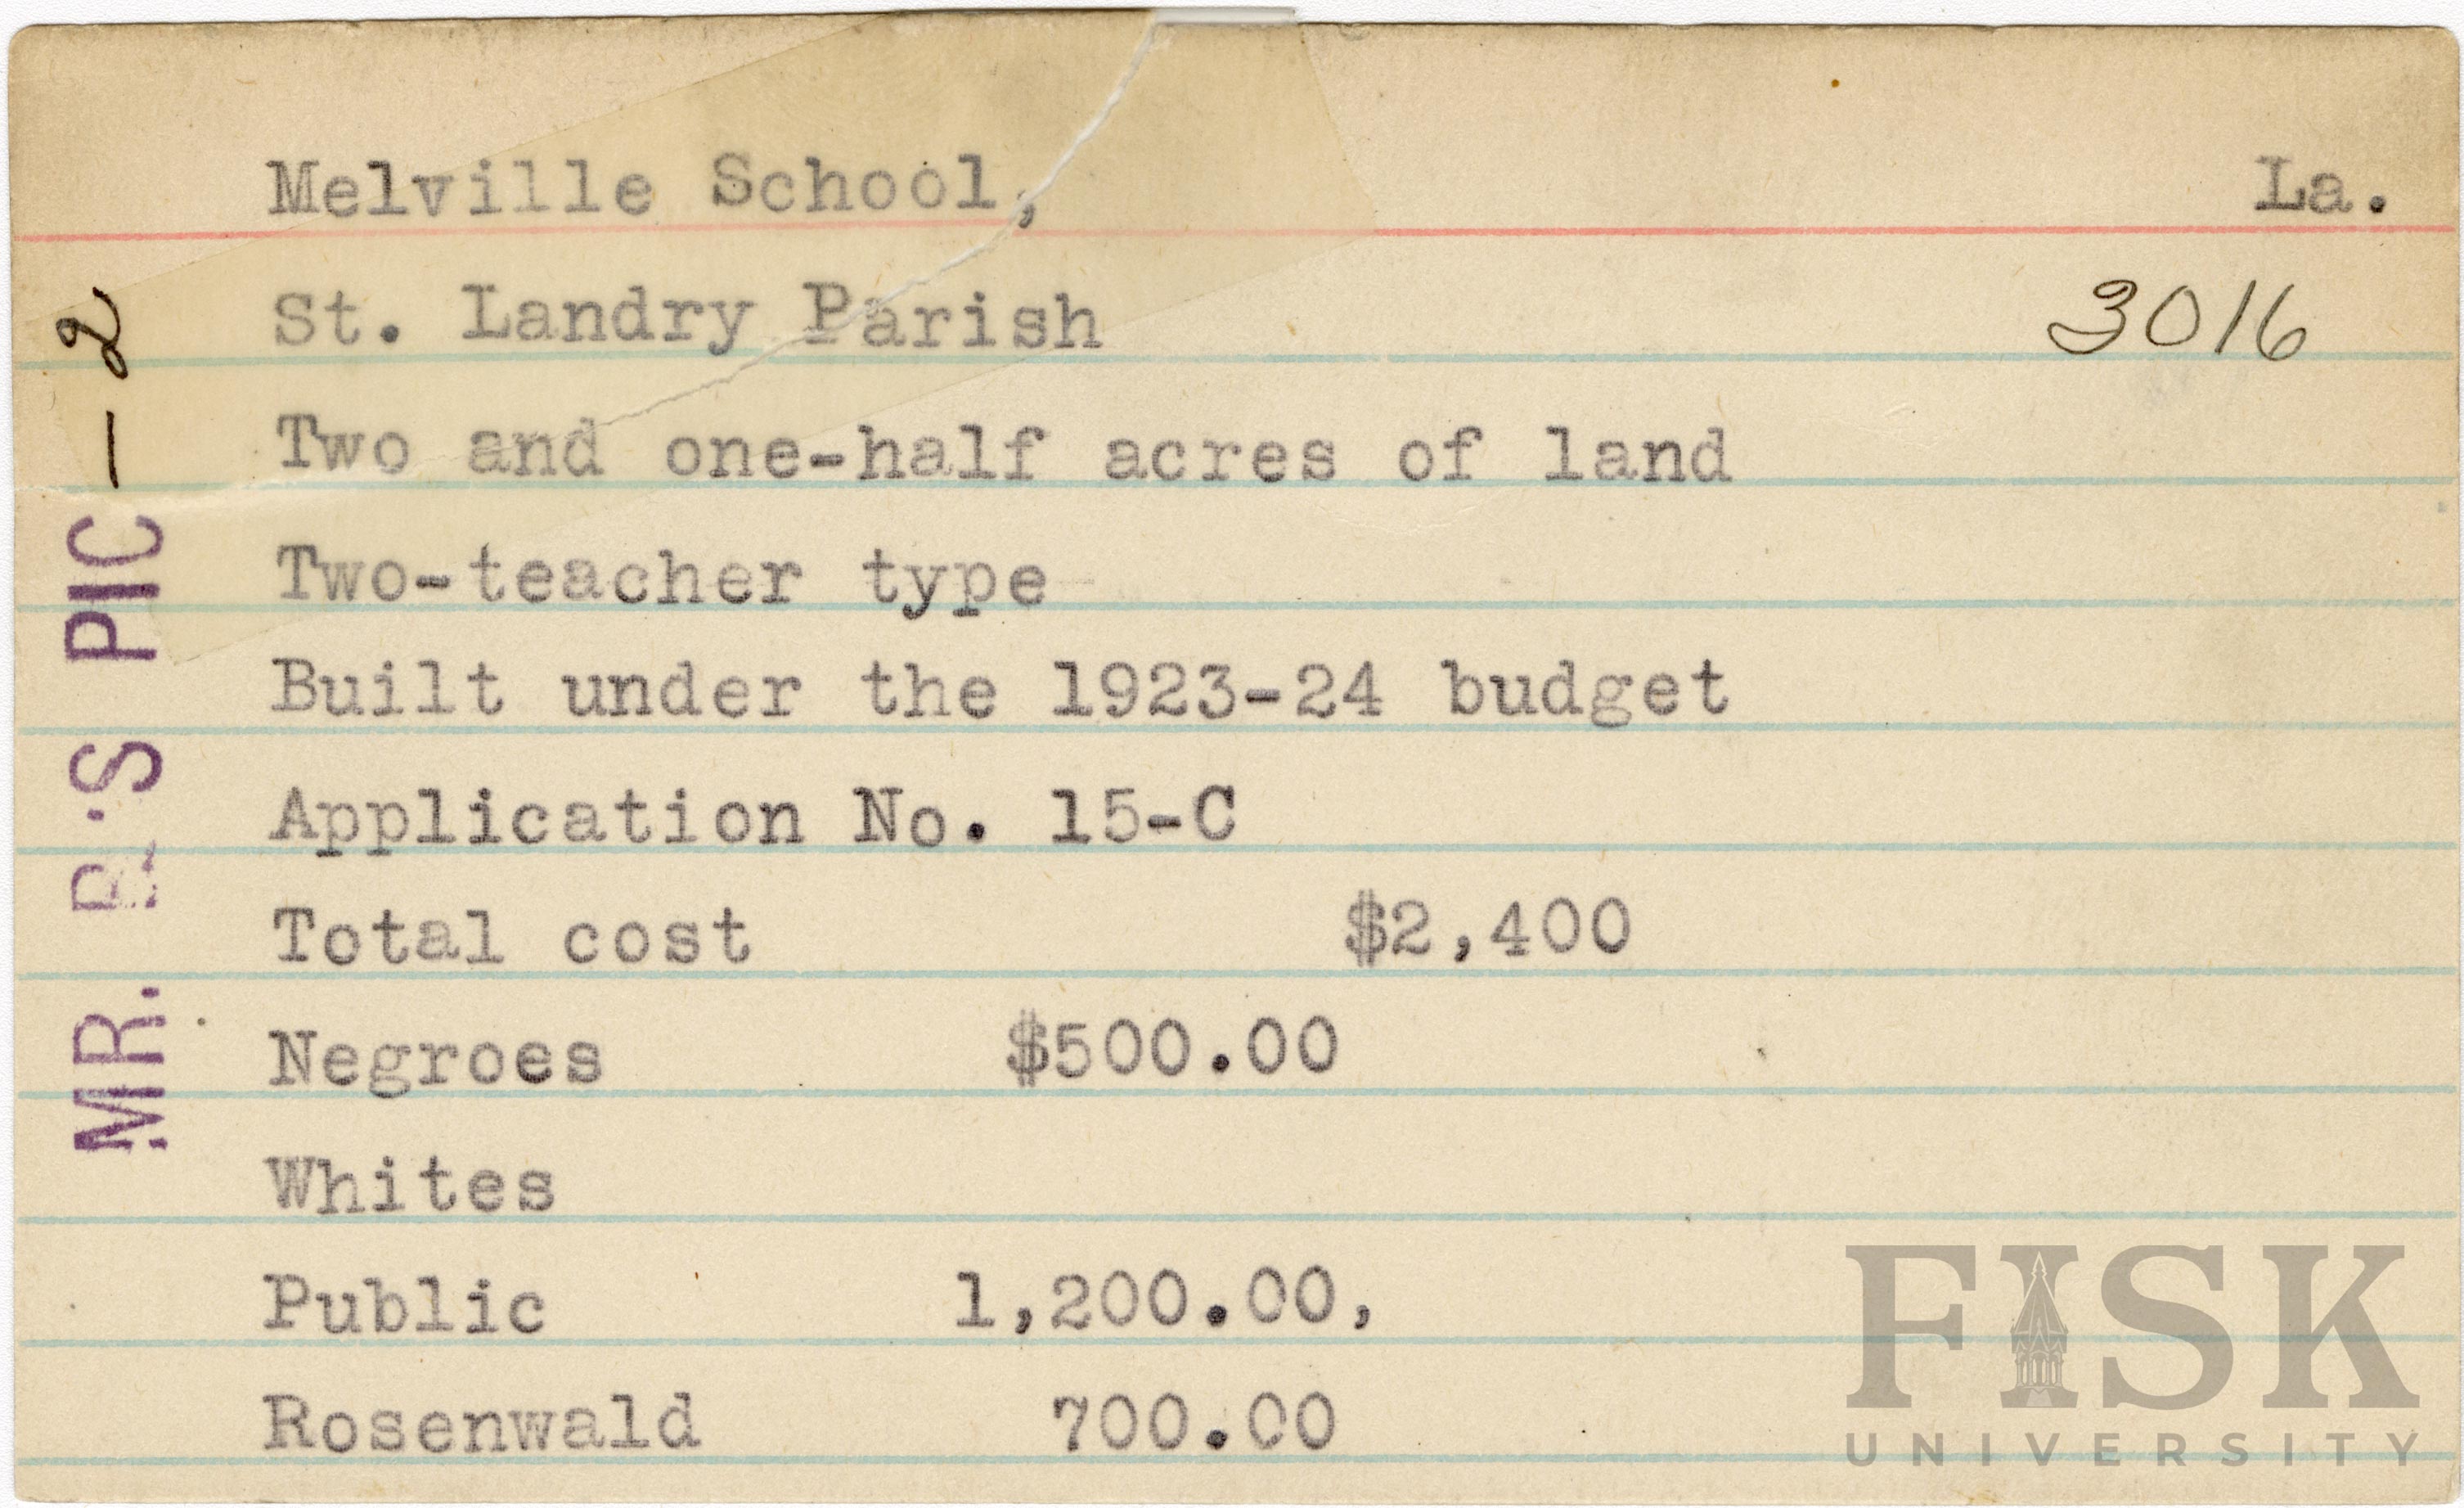 Melville School, La.
St. Landry Parish 3016
Two and one-half acres of land
Two-teacher type
Built under the 1923-24 budget
Application No. 15-C
Total cost $2,400
Negroes $500.00
Whites
Public 1,200.00,
Rosenwald 700.00
MR. R.'S PIC - 2
FISK
UNIVERSITY